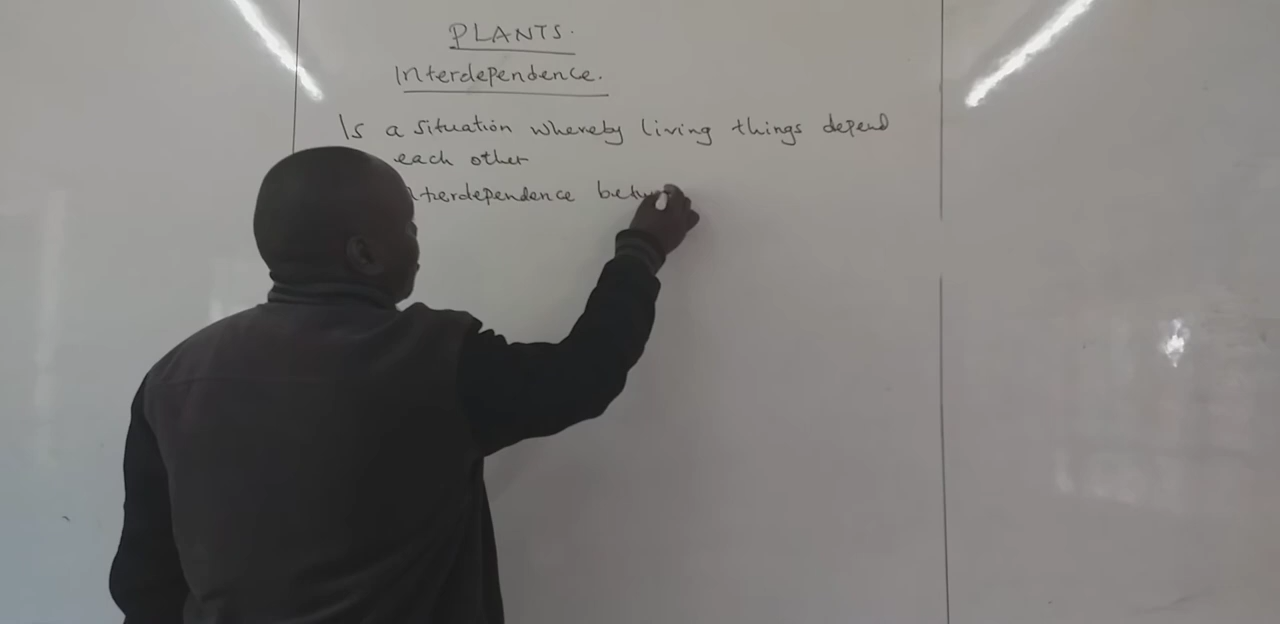 PLANTS.
Interdependence.
Is a situation whereby living things depend
each other
nterdependence